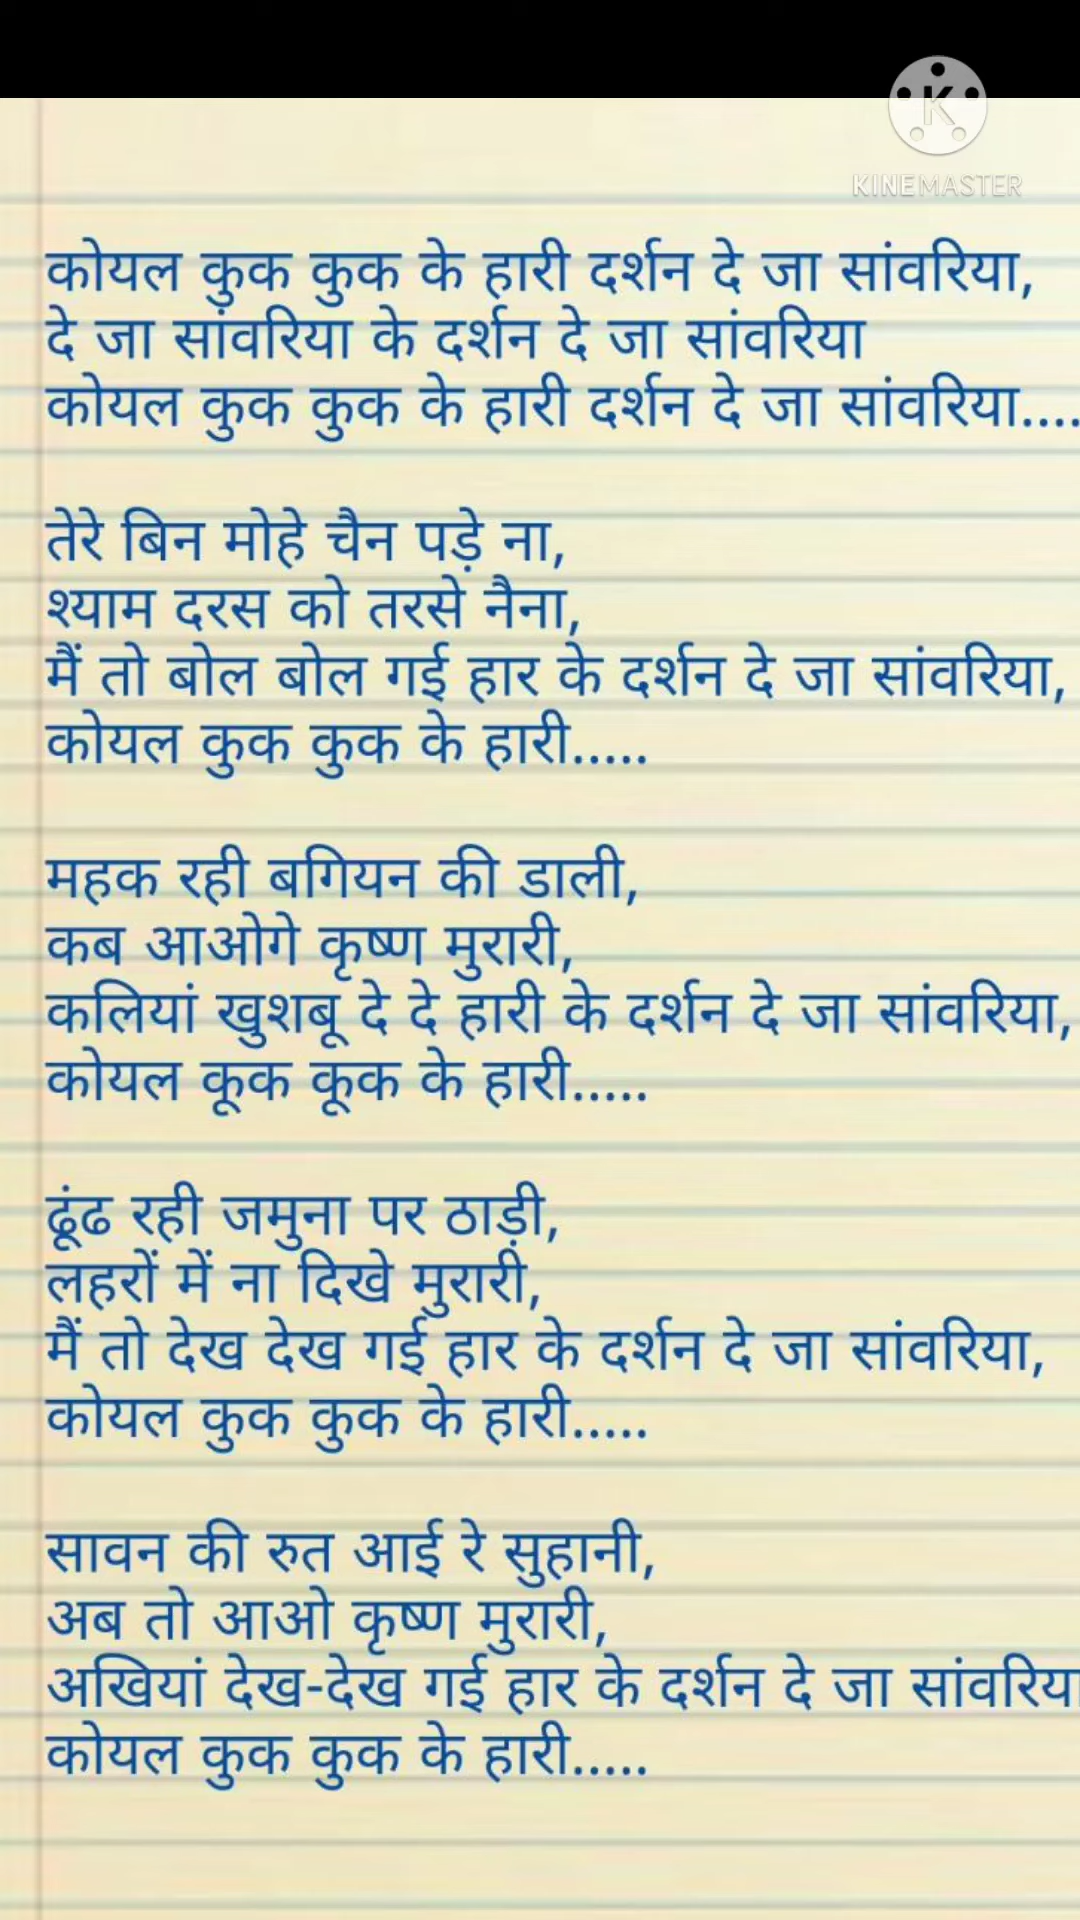 KINEMASTER
कोयल कुक कुक के हारी दर्शन दे जा सांवरिया,
दे जा सांवरिया के दर्शन दे जा सांवरिया
कोयल कुक कुक के हारी दर्शन दे जा सांवरिया....
तेरे बिन मोहे चैन पड़े ना,
श्याम दरस को तरसे नैना,
मैं तो बोल बोल गई हार के दर्शन दे जा सांवरिया,
कोयल कुक कुक के हारी.....
महक रही बगियन की डाली,
कब आओगे कृष्ण मुरारी,
कलियां खुशबू दे दे हारी के दर्शन दे जा सांवरिया,
कोयल कूक कूक के हारी.....
ढूंढ रही जमुना पर ठाड़ी,
लहरों में ना दिखे मुरारी,
मैं तो देख देख गई हार के दर्शन दे जा सांवरिया,
कोयल कुक कुक के हारी.....
सावन की रुत आई रे सुहानी,
अब तो आओ कृष्ण मुरारी,
अखियां देख-देख गई हार के दर्शन दे जा सांवरिया
कोयल कुक कुक के हारी.....